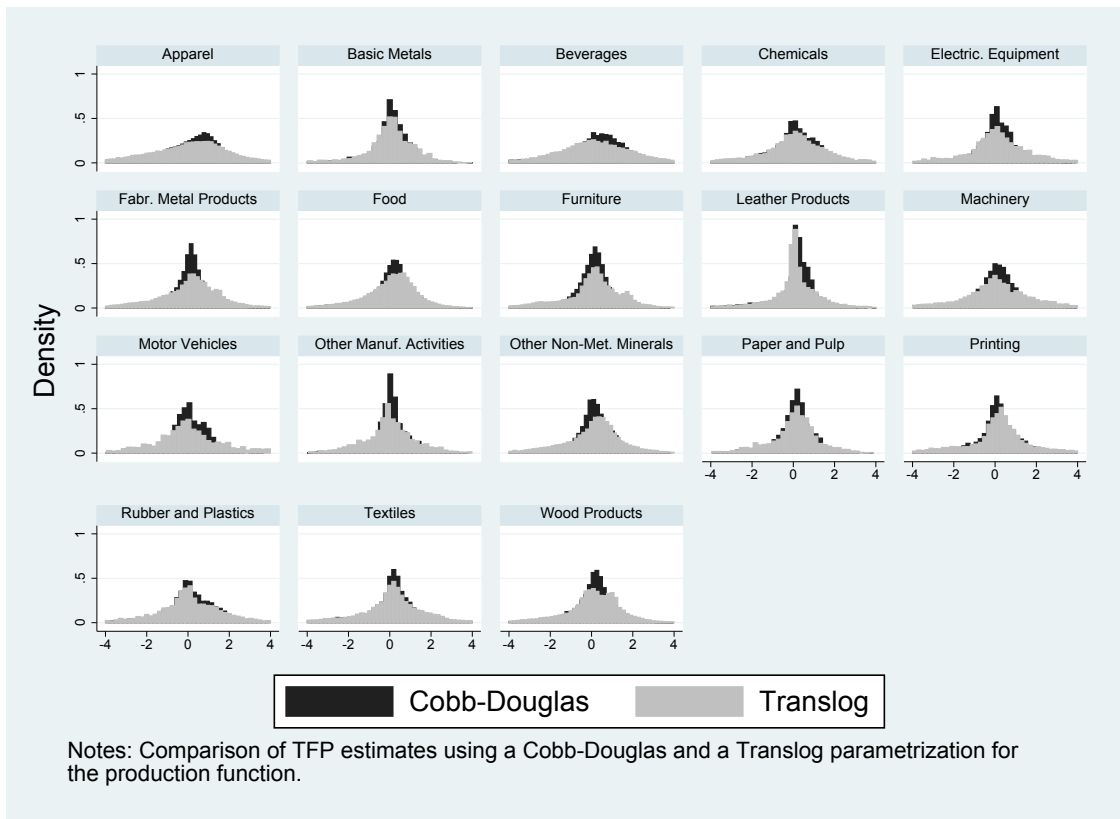 Apparel Basic Metals Beverages Chemicals Electric. Equipment
1
.5
0
Fabr. Metal Products Food Furniture Leather Products Machinery
1
.5
0
Motor Vehicles Other Manuf. Activities Other Non-Met. Minerals Paper and Pulp Printing
1
.5
0
-4 -2 0 2 4 -4 -2 0 2 4
Rubber and Plastics Textiles Wood Products
1
.5
0
-4 -2 0 2 4 -4 -2 0 2 4 -4 -2 0 2 4
Density
Cobb-Douglas Translog
Notes: Comparison of TFP estimates using a Cobb-Douglas and a Translog parametrization for
the production function.